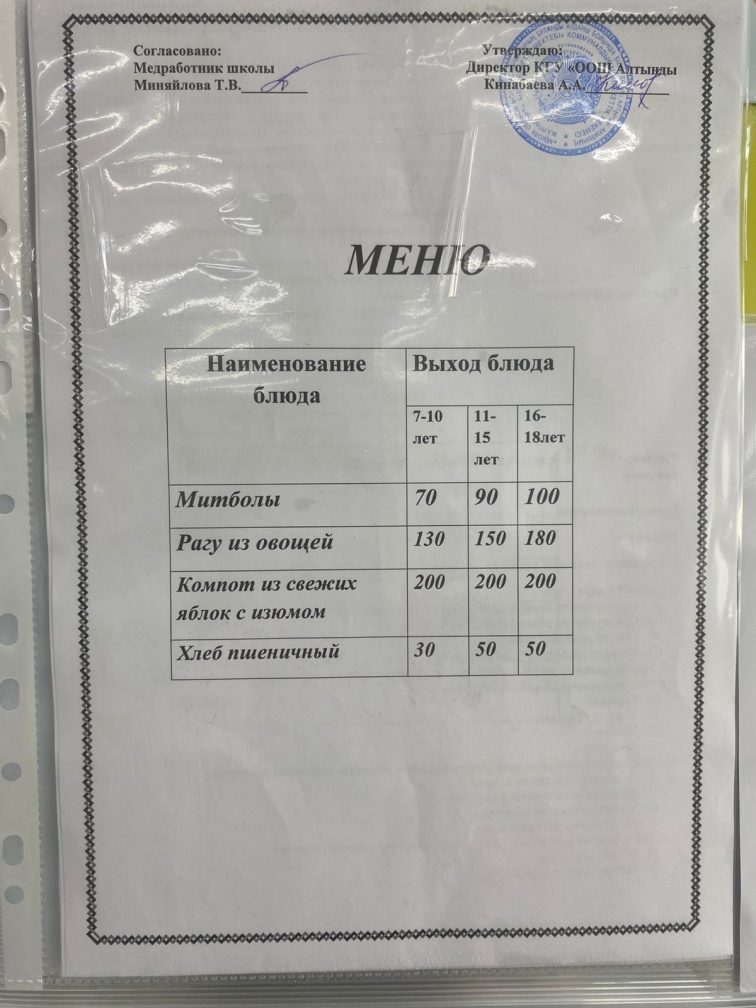 Согласовано:
Медработник школы
Миняйлова Т.В.
Утверждаю:
Директор КГУ «ООШ Алтынды
Кинабаева А.А.
МЕНЮ
Наименование блюда
Выход блюда
7-10 лет
11-15 лет
16-18лет
Митболы 70 90 100
Рагу из овощей 130 150 180
Компот из свежих
яблок с изюмом 200 200 200
Хлеб пшеничный 30 50 50